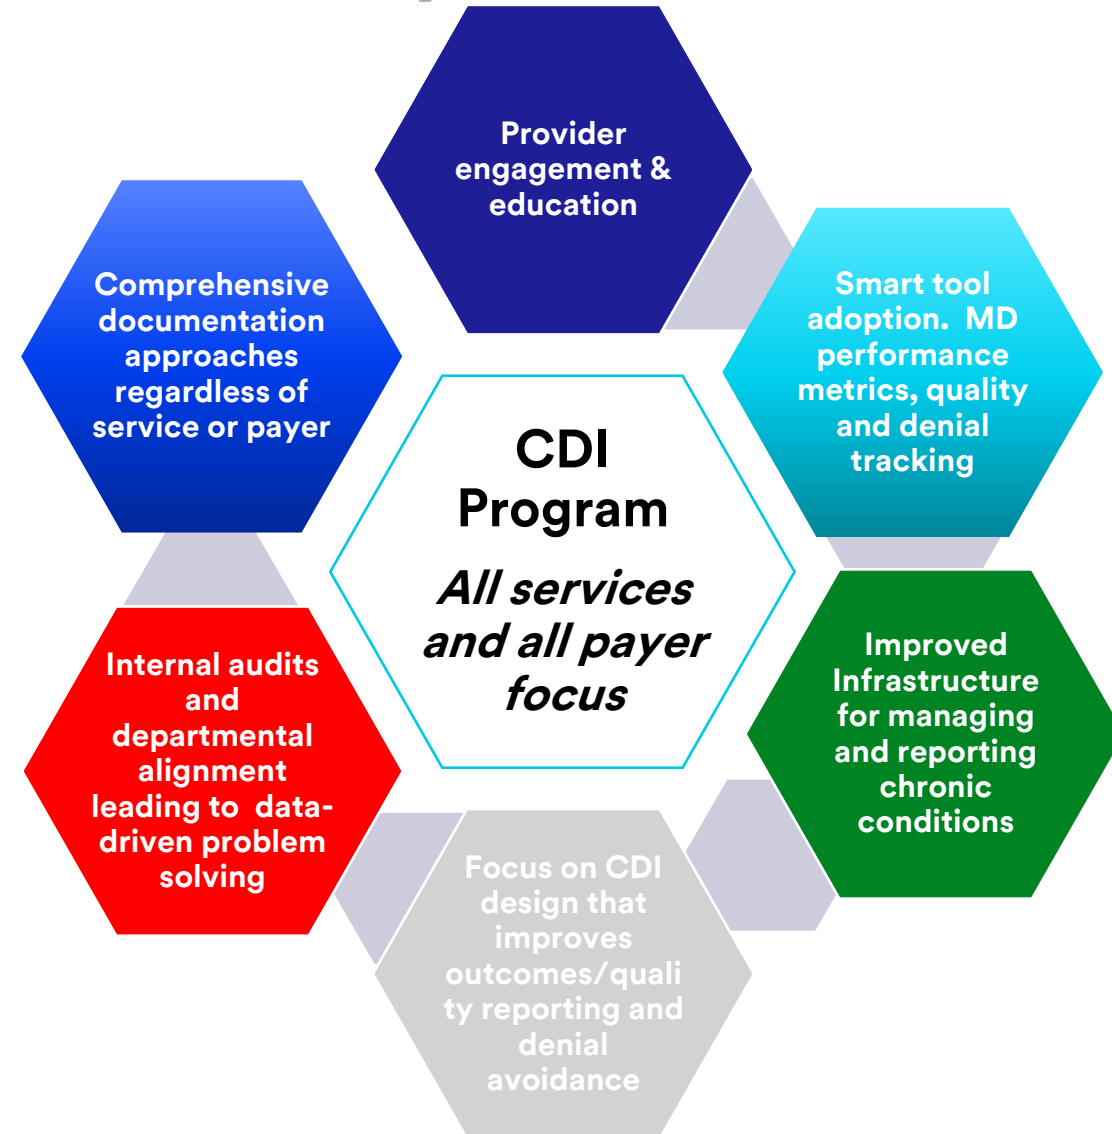 Provider
engagement &
education
Smart tool
adoption.  MD
performance
metrics, quality
and denial
tracking
Improved
Infrastructure
for managing
and reporting
chronic
conditions
Focus on CDI
design that
improves
outcomes/quali
ty reporting and
denial
avoidance
Internal audits
and
departmental
alignment
leading to  data-
driven problem
solving
Comprehensive
documentation
approaches
regardless of
service or payer
CDI
Program
All services
and all payer
focus